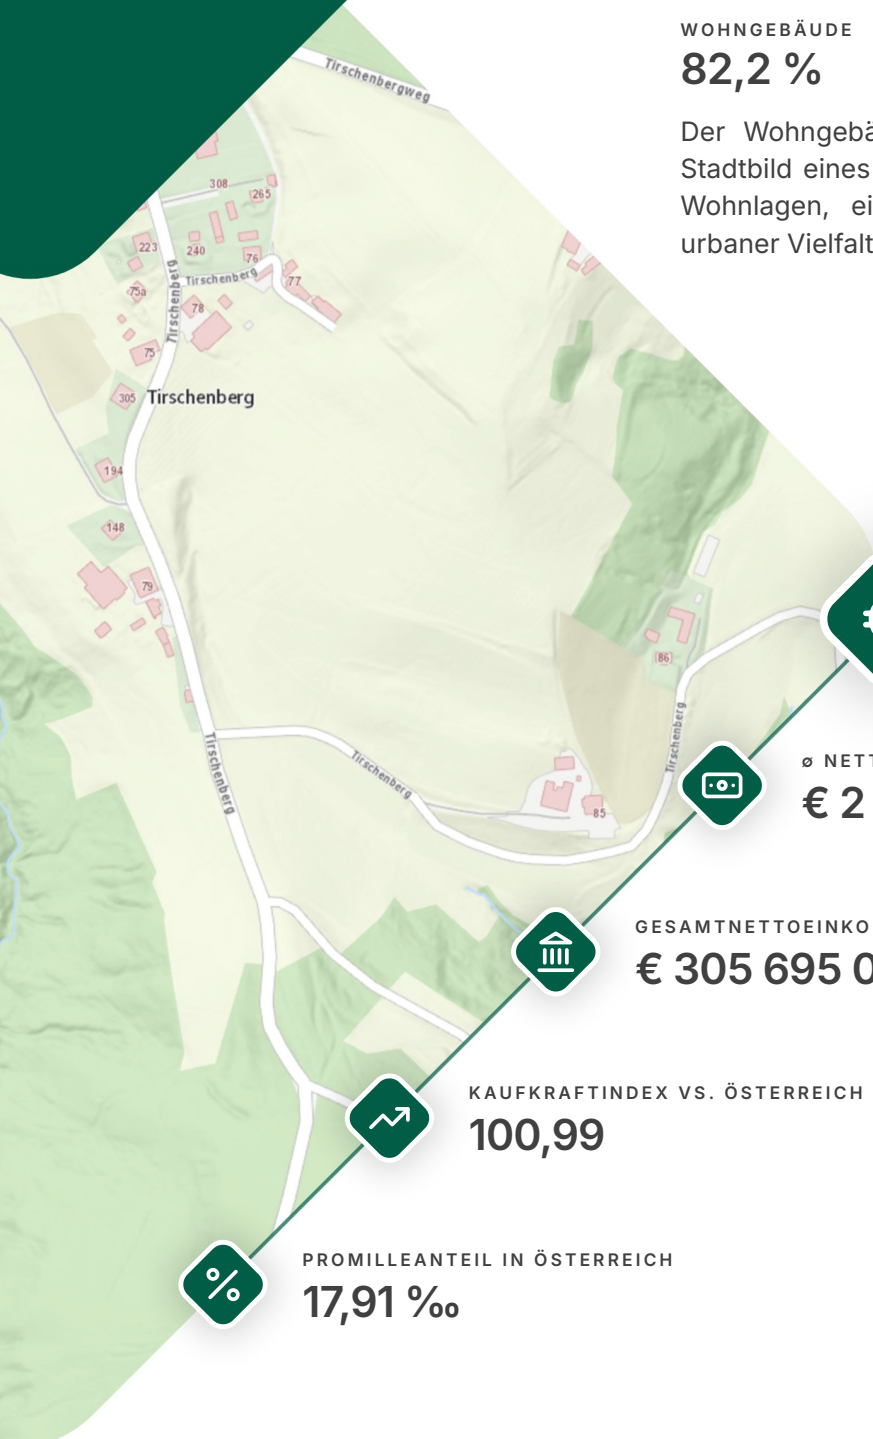 WOHNGEBÄUDE
82,2 %
Der Wohngebä
Stadtbild eines
Wohnlagen, ei
urbaner Vielfalt
Tirschenbergweg
308
265
223
240
76
Tirschenberg
77
75a
Tirschenberg
78
75
305
Tirschenberg
194
148
79
86
Tirschenberg
Tirschenberg
Tirschenberg
85
ø NETT
€ 2
GESAMTNETTOEINKO
€ 305 695 0
KAUFKRAFTINDEX VS. ÖSTERREICH
100,99
PROMILLEANTEIL IN ÖSTERREICH
17,91 ‰